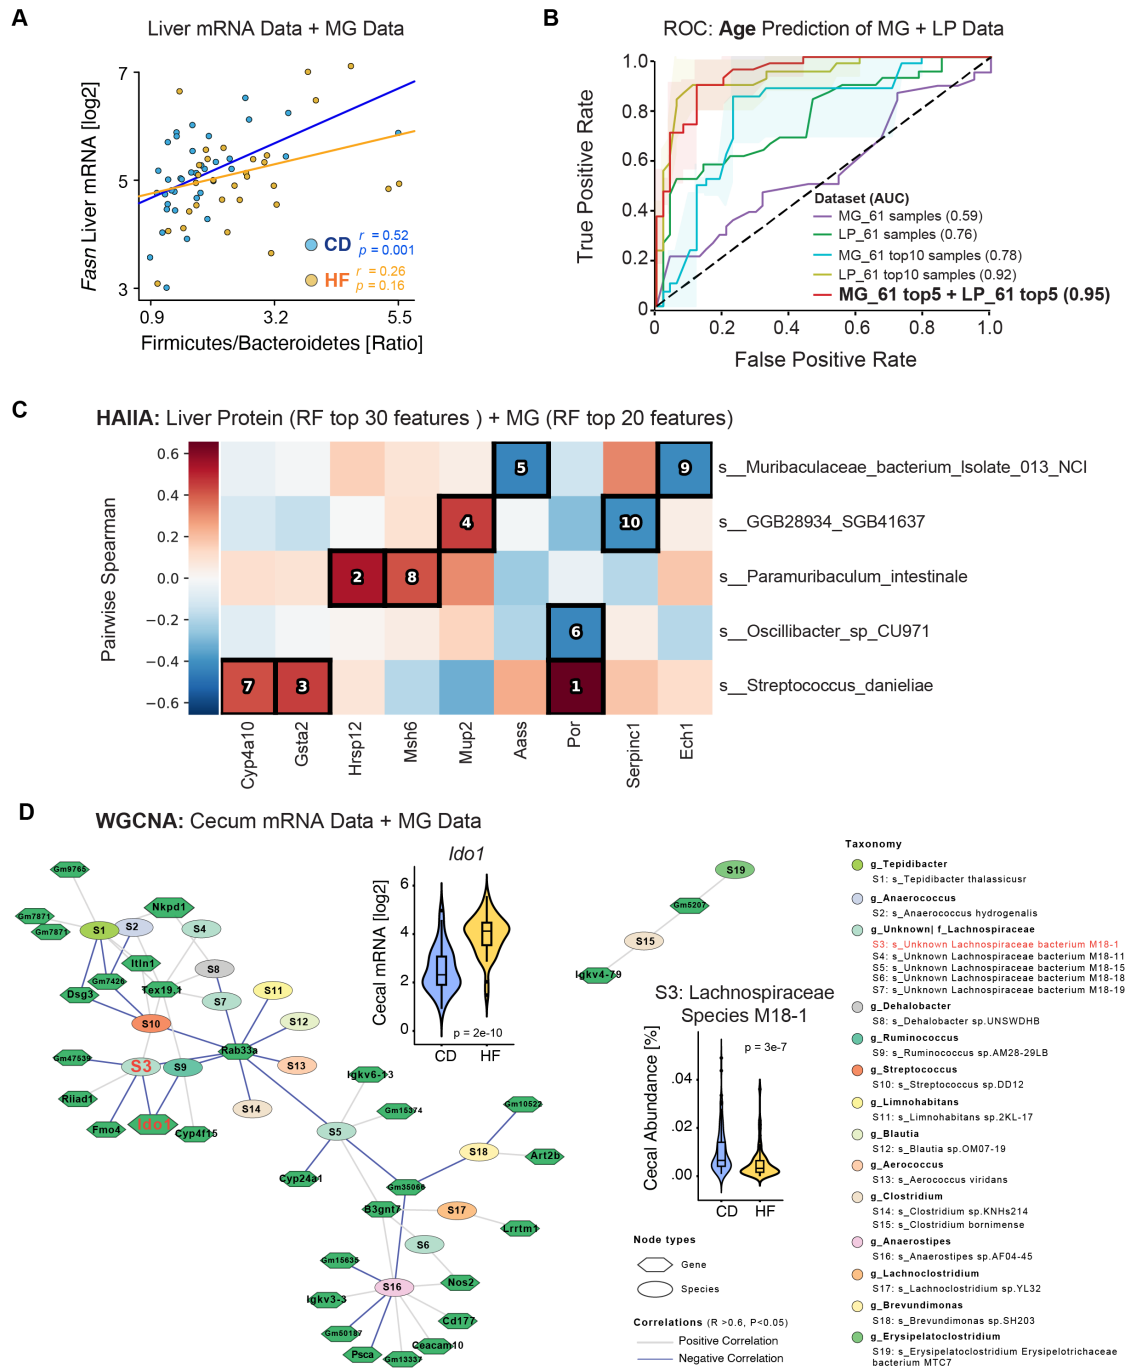 A
Liver mRNA Data + MG Data
Fasn Liver mRNA [log2]
7
5
3
CD
r = 0.52
p = 0.001
HF
r = 0.26
p = 0.16
0.9
3.2
5.5
Firmicutes/Bacteroidetes [Ratio]
B
ROC: Age Prediction of MG + LP Data
True Positive Rate
1.0
0.8
0.6
0.4
0.2
0
Dataset (AUC)
MG_61 samples (0.59)
LP_61 samples (0.76)
MG_61 top10 samples (0.78)
LP_61 top10 samples (0.92)
MG_61 top5 + LP_61 top5 (0.95)
0
0.2
0.4
0.6
0.8
1.0
False Positive Rate
C
HAllA: Liver Protein (RF top 30 features ) + MG (RF top 20 features)
Pairwise Spearman
0.6
0.4
0.2
0.0
−0.2
−0.4
−0.6
5
9
s__Muribaculaceae_bacterium_Isolate_013_NCI
4
10
s__GGB28934_SGB41637
2
8
s__Paramuribaculum_intestinale
6
s__Oscillibacter_sp_CU971
7
3
1
s__Streptococcus_danieliae
Cyp4a10
Gsta2
Hrsp12
Msh6
Mup2
Aass
Por
Serpinc1
Ech1
D
WGCNA: Cecum mRNA Data + MG Data
Gm9765
Gm7871
Gm7871
S1
S2
Nkpd1
S4
Itln1
S8
Gm7426
Dsg3
Tex19.1
S7
S11
S10
S12
Gm47539
Rab33a
S3
S9
S13
Riiad1
S14
Fmo4
Ido1
Cyp4f15
Igkv6-13
Gm15374
S5
Gm10522
S18
Art2b
Cyp24a1
Gm35066
B3gnt7
S17
Lrrtm1
S6
Gm15635
Nos2
S16
Igkv3-3
Cd177
Gm50187
Ceacam10
Psca
Gm13337
Ido1
Cecal mRNA [log2]
6
4
2
0
p = 2e-10
CD
HF
S19
Gm5207
S15
Igkv4-79
S3: Lachnospiraceae
Species M18-1
Cecal Abundance [%]
.04
.02
.00
p = 3e-7
CD
HF
Node types
Gene
Species
Correlations (R >0.6, P<0.05)
Positive Correlation
Negative Correlation
Taxonomy
g_Tepidibacter
S1: s_Tepidibacter thalassicusr
g_Anaerococcus
S2: s_Anaerococcus hydrogenalis
g_Unknown| f_Lachnospiraceae
S3: s_Unknown Lachnospiraceae bacterium M18-1
S4: s_Unknown Lachnospiraceae bacterium M18-11
S5: s_Unknown Lachnospiraceae bacterium M18-15
S6: s_Unknown Lachnospiraceae bacterium M18-18
S7: s_Unknown Lachnospiraceae bacterium M18-19
g_Dehalobacter
S8: s_Dehalobacter sp.UNSWDHB
g_Ruminococcus
S9: s_Ruminococcus sp.AM28-29LB
g_Streptococcus
S10: s_Streptococcus sp.DD12
g_Limnohabitans
S11: s_Limnohabitans sp.2KL-17
g_Blautia
S12: s_Blautia sp.OM07-19
g_Aerococcus
S13: s_Aerococcus viridans
g_Clostridium
S14: s_Clostridium sp.KNHs214
S15: s_Clostridium bornimense
g_Anaerostipes
S16: s_Anaerostipes sp.AF04-45
g_Lachnoclostridium
S17: s_Lachnoclostridium sp.YL32
g_Brevundimonas
S18: s_Brevundimonas sp.SH203
g_Erysipelatoclostridium
S19: s_Erysipelatoclostridium Erysipelotrichaceae
bacterium MTC7